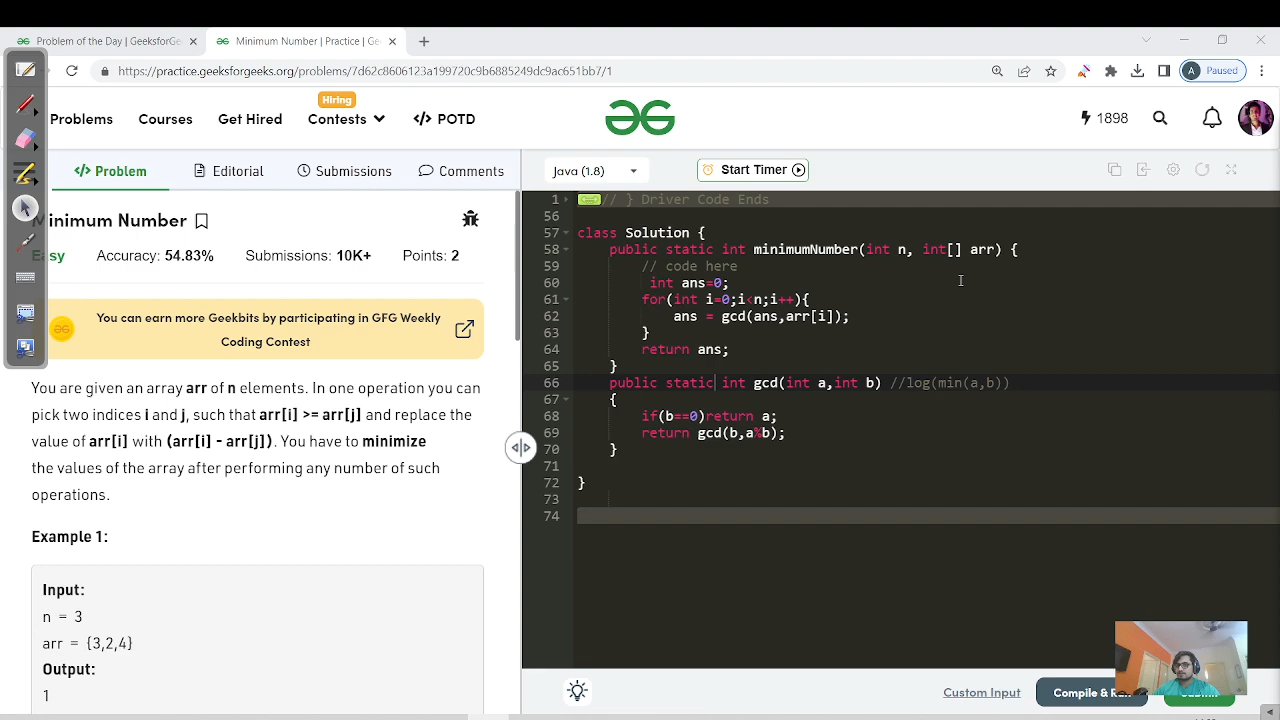 Problem of the Day | GeeksforGe
Minimum Number | Practice | Ge
https://practice.geeksforgeeks.org/problems/7d62c8606123a199720c9b4885249dc9ac651bb7/1
A Paused
Problems
Courses
Get Hired
Hiring
Contests
</> POTD
1898
</> Problem
Editorial
Submissions
Comments
Java (1.8)
Start Timer
inimum Number
Easy
Accuracy: 54.83%
Submissions: 10K+
Points: 2
You can earn more Geekbits by participating in GFG Weekly
Coding Contest
You are given an array arr of n elements. In one operation you can
pick two indices i and j, such that arr[i] >= arr[j] and replace the
value of arr[i] with (arr[i] - arr[j]). You have to minimize
the values of the array after performing any number of such
operations.
Example 1:
Input:
n = 3
arr = {3,2,4}
Output:
1
1 // } Driver Code Ends
56
57 class Solution {
58 public static int minimumNumber(int n, int[] arr) {
59 // code here
60 int ans=0;
61 for(int i=0;i<n;i++){
62 ans = gcd(ans,arr[i]);
63 }
64 return ans;
65 }
66 public static int gcd(int a,int b) //log(min(a,b))
67 {
68 if(b==0)return a;
69 return gcd(b,a%b);
70 }
71
72 }
73
74
Custom Input
Compile & R